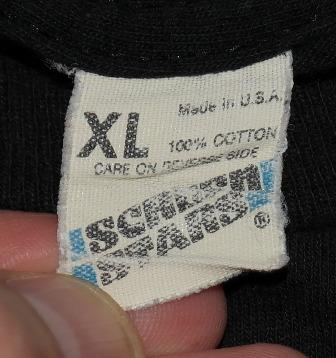 Made in U.S.A.
XL
100% COTTON
CARE ON REVERSE SIDE
SCREEN
STARS®